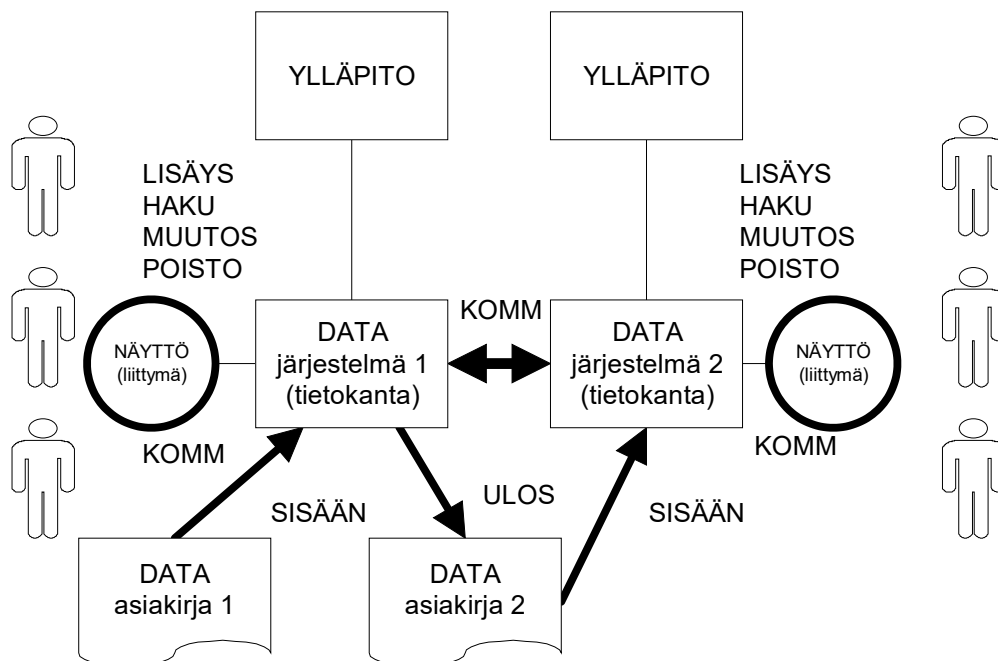 YLLÄPITO
YLLÄPITO
LISÄYS
HAKU
MUUTOS
POISTO
LISÄYS
HAKU
MUUTOS
POISTO
NÄYTTÖ
(liittymä)
DATA
järjestelmä 1
(tietokanta)
KOMM
DATA
järjestelmä 2
(tietokanta)
NÄYTTÖ
(liittymä)
KOMM
KOMM
SISÄÄN
ULOS
SISÄÄN
DATA
asiakirja 1
DATA
asiakirja 2